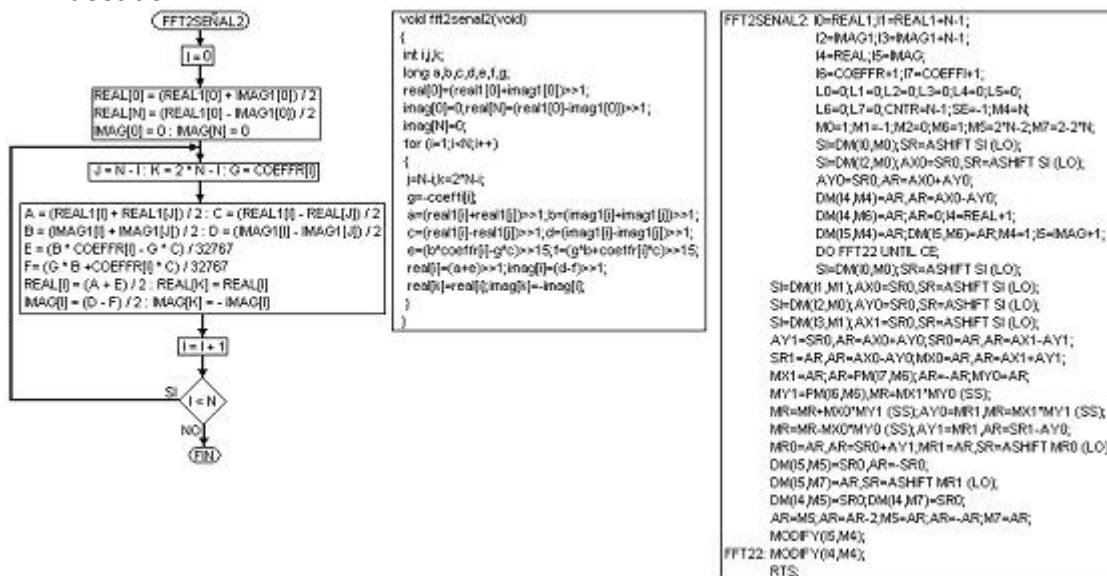 FFT2SEÑAL2
I = 0
REAL[0] = (REAL1[0] + IMAG1[0]) / 2
REAL[N] = (REAL1[0] - IMAG1[0]) / 2
IMAG[0] = 0 : IMAG[N] = 0
J = N - I : K = 2 * N - I : G = COEFFR[I]
A = (REAL1[I] + REAL1[J]) / 2 : C = (REAL1[I] - REAL[J]) / 2
B = (IMAG1[I] + IMAG1[J]) / 2 : D = (IMAG1[I] - IMAG1[J]) / 2
E = (B * COEFFR[I] - G * C) / 32767
F= (G * B +COEFFR[I] * C) / 32767
REAL[I] = (A + E) / 2 : REAL[K] = REAL[I]
IMAG[I] = (D - F) / 2 : IMAG[K] = - IMAG[I]
I = I + 1
SI
I < N
NO
FIN
void fft2senal2(void)
{
int i,j,k;
long a,b,c,d,e,f,g;
real[0]=(real1[0]+imag1[0])>>1;
imag[0]=0;real[N]=(real1[0]-imag1[0])>>1;
imag[N]=0;
for (i=1;i<N;i++)
{
j=N-i,k=2*N-i;
g=-coeffi[i];
a=(real1[i]+real1[j])>>1;b=(imag1[i]+imag1[j])>>1;
c=(real1[i]-real1[j])>>1;d=(imag1[i]-imag1[j])>>1;
e=(b*coeffr[i]-g*c)>>15;f=(g*b+coeffr[i]*c)>>15;
real[i]=(a+e)>>1;imag[i]=(d-f)>>1;
real[k]=real[i];imag[k]=-imag[i];
}
}
FFT2SENAL2: I0=REAL1;I1=REAL1+N-1;
I2=IMAG1;I3=IMAG1+N-1;
I4=REAL;I5=IMAG;
I6=COEFFR+1;I7=COEFFI+1;
L0=0;L1=0;L2=0;L3=0;L4=0;L5=0;
L6=0;L7=0;CNTR=N-1;SE=-1;M4=N;
M0=1;M1=-1;M2=0;M6=1;M5=2*N-2;M7=2-2*N;
SI=DM(I0,M0);SR=ASHIFT SI (LO);
SI=DM(I2,M0);AX0=SR0,SR=ASHIFT SI (LO);
AY0=SR0,AR=AX0+AY0;
DM(I4,M4)=AR,AR=AX0-AY0;
DM(I4,M6)=AR;AR=0;I4=REAL+1;
DM(I5,M4)=AR;DM(I5,M6)=AR;M4=1;I5=IMAG+1;
DO FFT22 UNTIL CE;
SI=DM(I0,M0);SR=ASHIFT SI (LO);
SI=DM(I1,M1);AX0=SR0,SR=ASHIFT SI (LO);
SI=DM(I2,M0);AY0=SR0,SR=ASHIFT SI (LO);
SI=DM(I3,M1);AX1=SR0,SR=ASHIFT SI (LO);
AY1=SR0,AR=AX0+AY0;SR0=AR,AR=AX1-AY1;
SR1=AR,AR=AX0-AY0;MX0=AR,AR=AX1+AY1;
MX1=AR;AR=PM(I7,M6);AR=-AR;MY0=AR;
MY1=PM(I6,M6),MR=MX1*MY0 (SS);
MR=MR+MX0*MY1 (SS);AY0=MR1,MR=MX1*MY1 (SS);
MR=MR-MX0*MY0 (SS);AY1=MR1,AR=SR1-AY0;
MR0=AR,AR=SR0+AY1,MR1=AR,SR=ASHIFT MR0 (LO)
DM(I5,M5)=SR0,AR=-SR0;
DM(I5,M7)=AR,SR=ASHIFT MR1 (LO);
DM(I4,M5)=SR0;DM(I4,M7)=SR0;
AR=M5;AR=AR-2;M5=AR;AR=-AR;M7=AR;
MODIFY(I5,M4);
FFT22: MODIFY(I4,M4);
RTS;